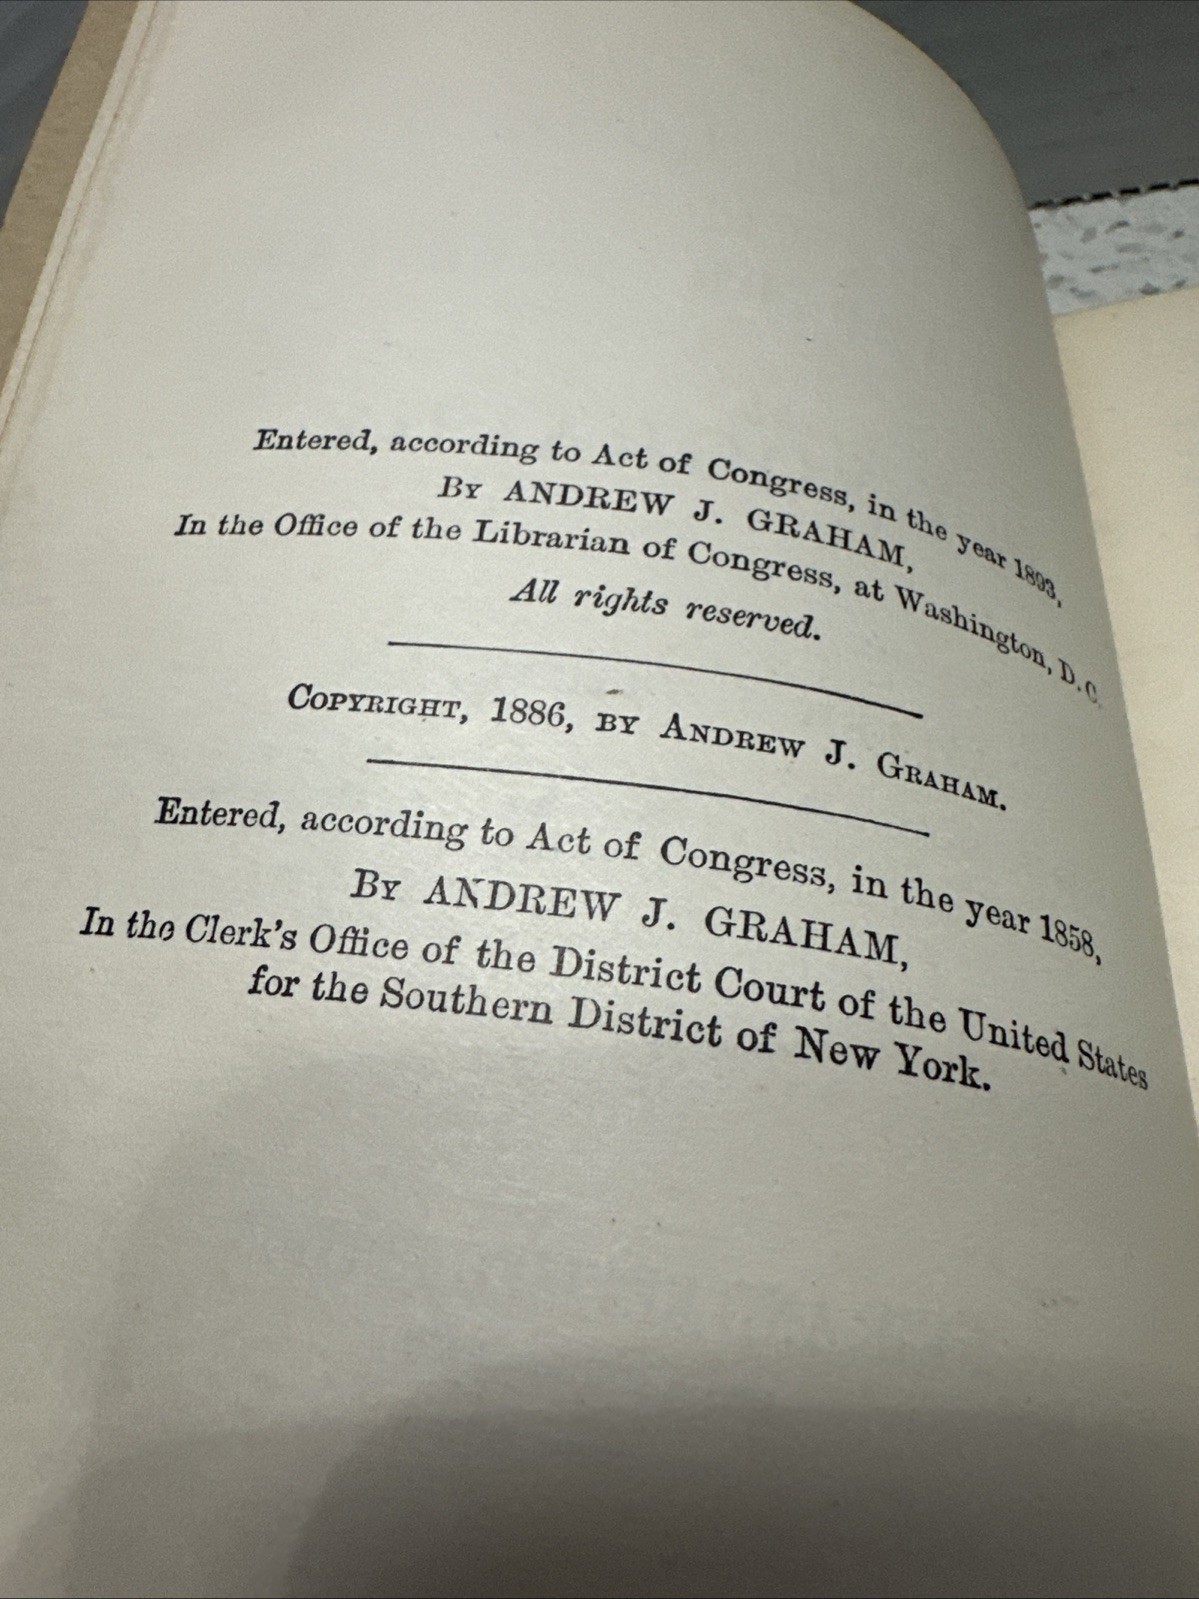 Entered, according to Act of Congress, in the year 1893,
By ANDREW J. GRAHAM,
In the Office of the Librarian of Congress, at Washington, D.C.
All rights reserved.
Copyright, 1886, by Andrew J. Graham.
Entered, according to Act of Congress, in the year 1858,
By ANDREW J. GRAHAM,
In the Clerk's Office of the District Court of the United States
for the Southern District of New York.